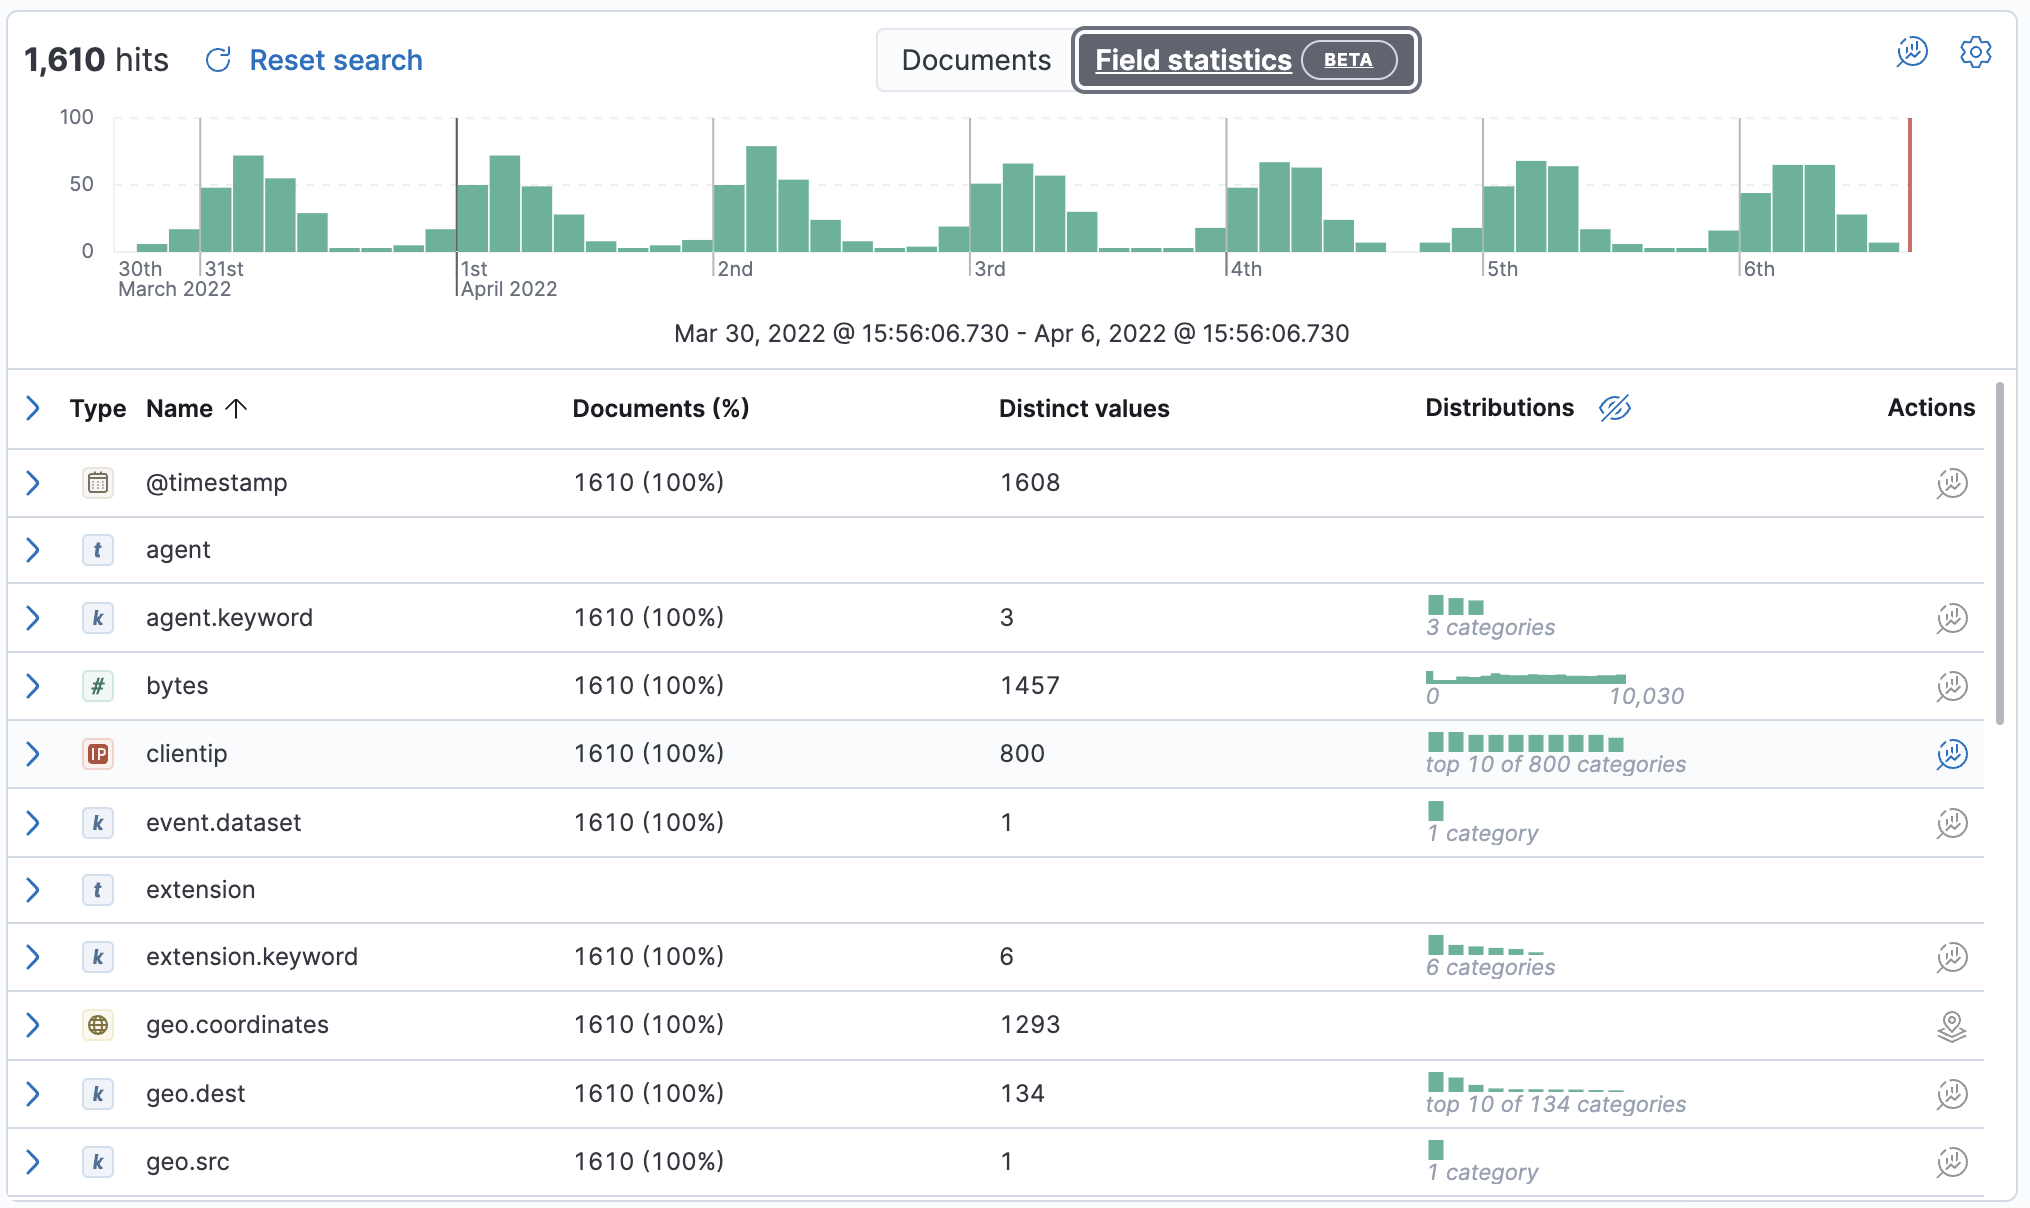 1,610 hits Reset search Documents Field statistics BETA
100
50
0
30th 31st 1st 2nd 3rd 4th 5th 6th
March 2022 April 2022
Mar 30, 2022 @ 15:56:06.730 - Apr 6, 2022 @ 15:56:06.730
Type Name Documents (%) Distinct values Distributions Actions
@timestamp 1610 (100%) 1608
t agent
k agent.keyword 1610 (100%) 3 3 categories
# bytes 1610 (100%) 1457 0 10,030
IP clientip 1610 (100%) 800 top 10 of 800 categories
k event.dataset 1610 (100%) 1 1 category
t extension
k extension.keyword 1610 (100%) 6 6 categories
geo.coordinates 1610 (100%) 1293
k geo.dest 1610 (100%) 134 top 10 of 134 categories
k geo.src 1610 (100%) 1 1 category